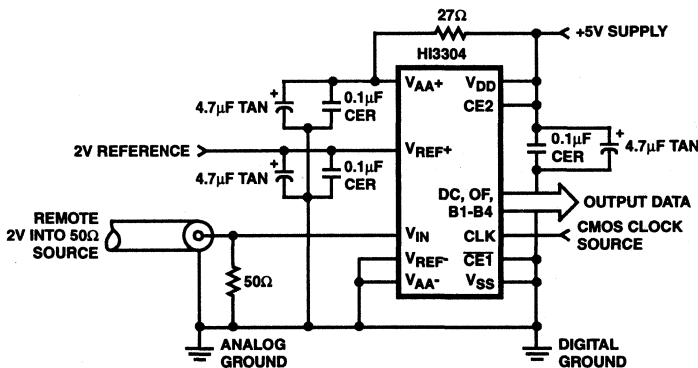 27Ω
+5V SUPPLY
HI3304
VAA+
VDD
4.7µF TAN
+
0.1µF
CER
CE2
2V REFERENCE
VREF+
0.1µF
CER
+
4.7µF TAN
4.7µF TAN
+
0.1µF
CER
DC, OF,
B1-B4
OUTPUT DATA
REMOTE
2V INTO 50Ω
SOURCE
VIN
CLK
CMOS CLOCK
SOURCE
50Ω
VREF-
CE1
VAA-
VSS
ANALOG
GROUND
DIGITAL
GROUND